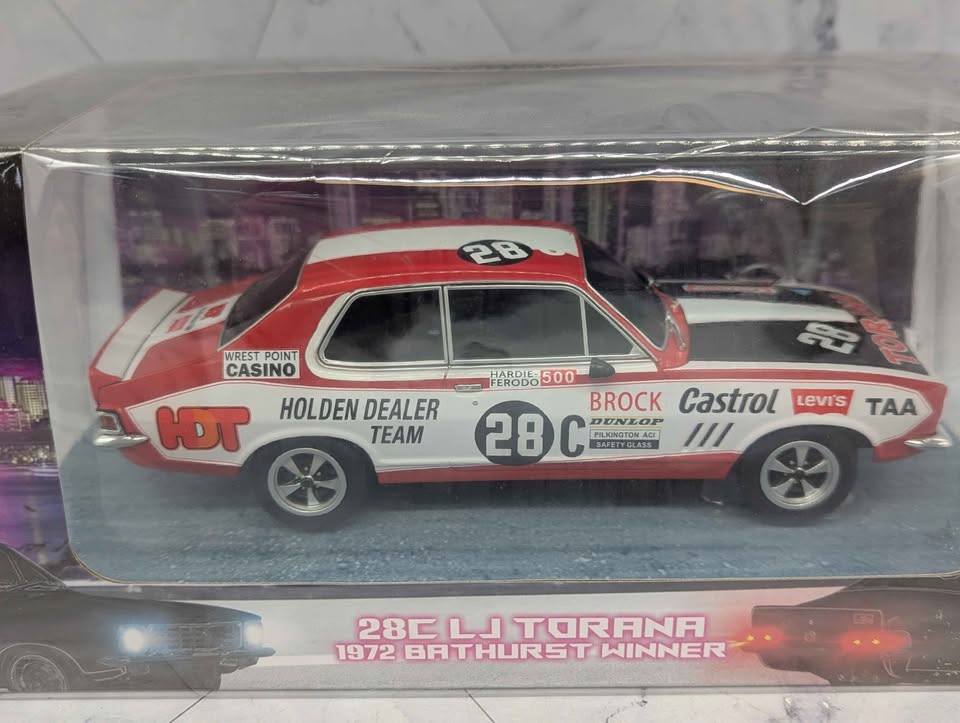 28
28
TORANA
WREST POINT
CASINO
HARDIE-
FERODO 500
HDT
HOLDEN DEALER
TEAM
28 C
BROCK
DUNLOP
PILKINGTON ACI
SAFETY GLASS
Castrol
LEVI'S
TAA
28C LJ TORANA
1972 BATHURST WINNER